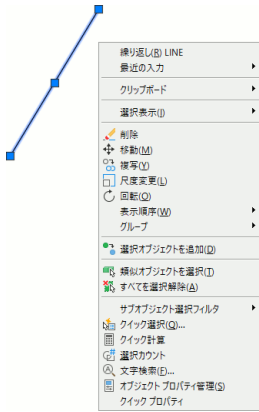 繰り返し(R) LINE
最近の入力
クリップボード
選択表示(I)
削除
移動(M)
複写(Y)
尺度変更(L)
回転(O)
表示順序(W)
グループ
選択オブジェクトを追加(D)
類似オブジェクトを選択(T)
すべてを選択解除(A)
サブオブジェクト選択フィルタ
クイック選択(Q)...
クイック計算
選択カウント
文字検索(F)...
オブジェクト プロパティ管理(S)
クイック プロパティ